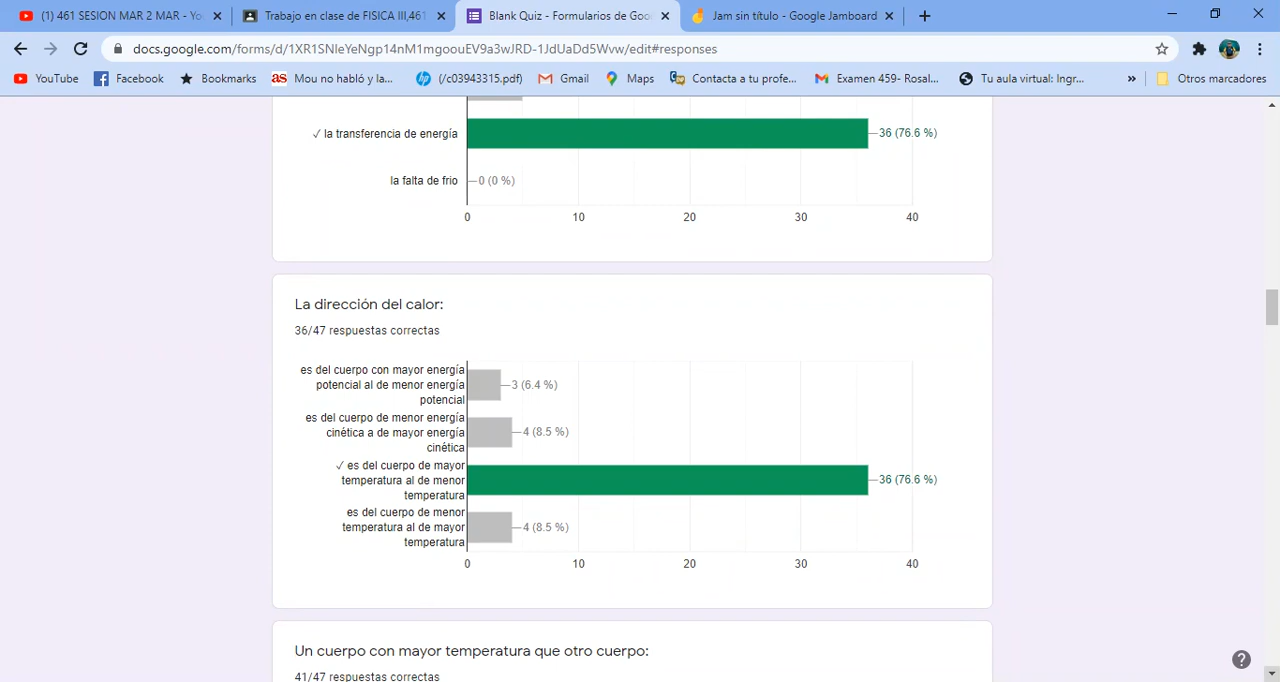 (1) 461 SESION MAR 2 MAR - Yo
Trabajo en clase de FISICA III,461
Blank Quiz - Formularios de Goo
Jam sin título - Google Jamboard
docs.google.com/forms/d/1XR1SNIeYeNgp14nM1mgoouEV9a3wJRD-1JdUaDd5Wvw/edit#responses
YouTube
Facebook
Bookmarks
as Mou no habló y la...
hp (/c03943315.pdf)
Gmail
Maps
Contacta a tu profe...
Examen 459- Rosal...
Tu aula virtual: Ingr...
»
Otros marcadores
✓ la transferencia de energía
36 (76.6 %)
la falta de frio
0 (0 %)
0 10 20 30 40
La dirección del calor:
36/47 respuestas correctas
es del cuerpo con mayor energía
potencial al de menor energía
potencial
3 (6.4 %)
es del cuerpo de menor energía
cinética a de mayor energía
cinética
4 (8.5 %)
✓ es del cuerpo de mayor
temperatura al de menor
temperatura
36 (76.6 %)
es del cuerpo de menor
temperatura al de mayor
temperatura
4 (8.5 %)
0 10 20 30 40
Un cuerpo con mayor temperatura que otro cuerpo:
41/47 respuestas correctas